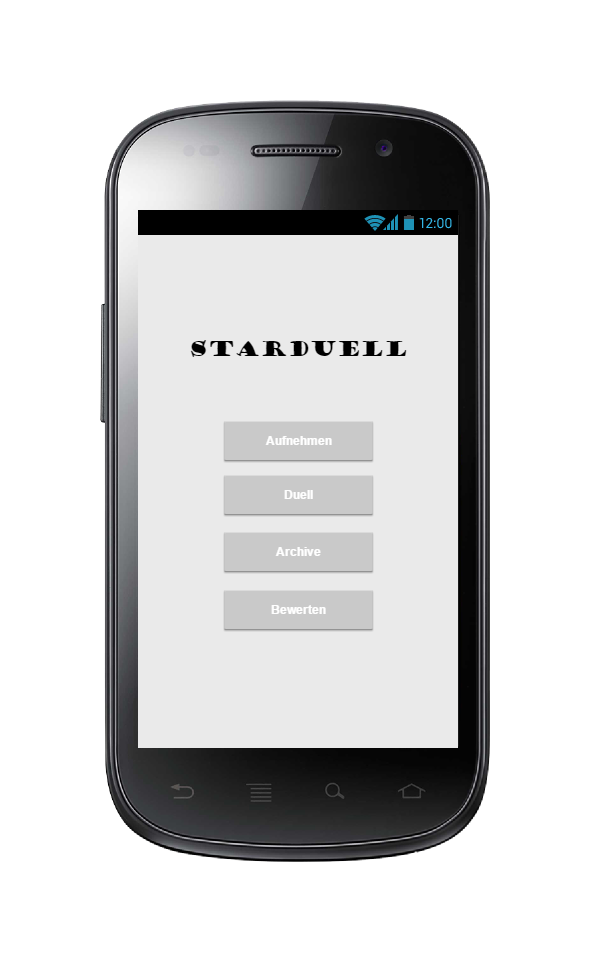 12:00
STARDUELL
Aufnehmen
Duell
Archive
Bewerten